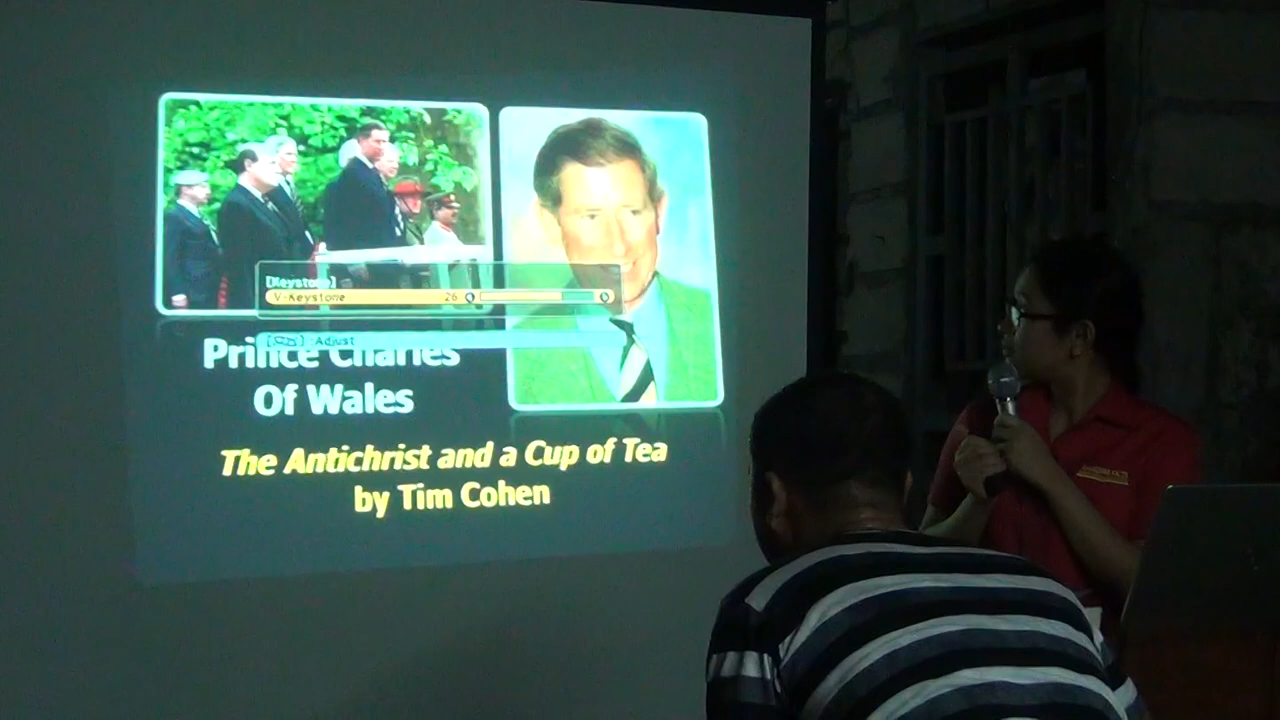 [Keystone]
V-Keystone 26
:Adjust
Prince Charles
Of Wales
The Antichrist and a Cup of Tea
by Tim Cohen